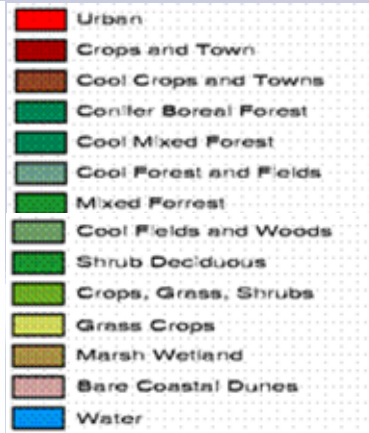 Urban
Crops and Town
Cool Crops and Towns
Conifer Boreal Forest
Cool Mixed Forest
Cool Forest and Fields
Mixed Forrest
Cool Fields and Woods
Shrub Deciduous
Crops, Grass, Shrubs
Grass Crops
Marsh Wetland
Bare Coastal Dunes
Water